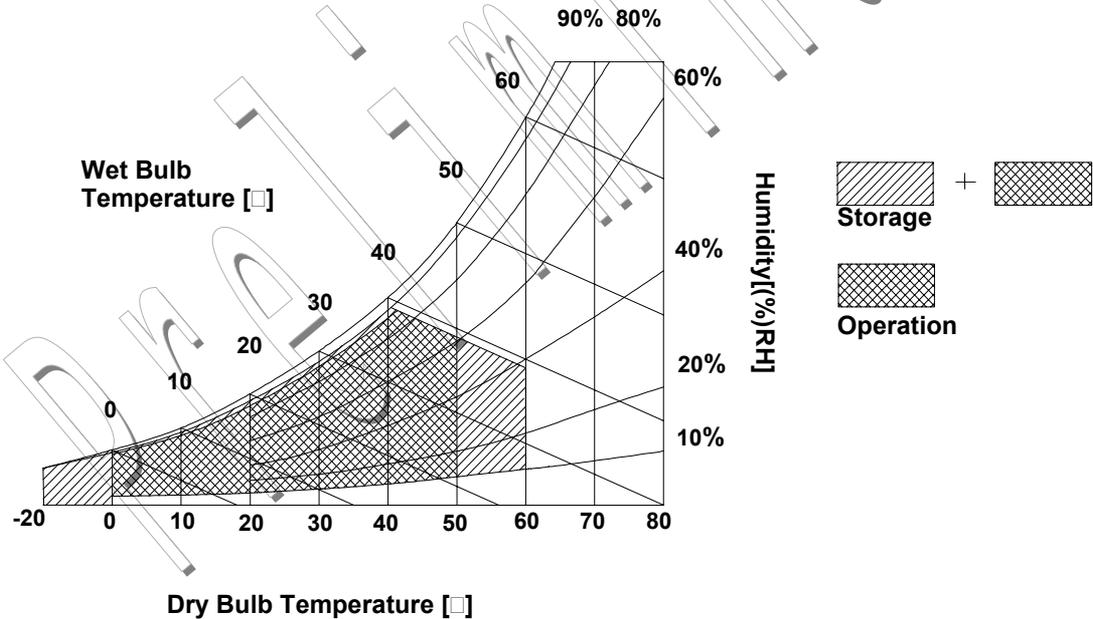 90% 80%
60%
60
50
40
30
20
10
0
Wet Bulb
Temperature [□]
40%
20%
10%
Humidity[(%)RH]
-20 0 10 20 30 40 50 60 70 80
Dry Bulb Temperature [□]
+
Storage
Operation